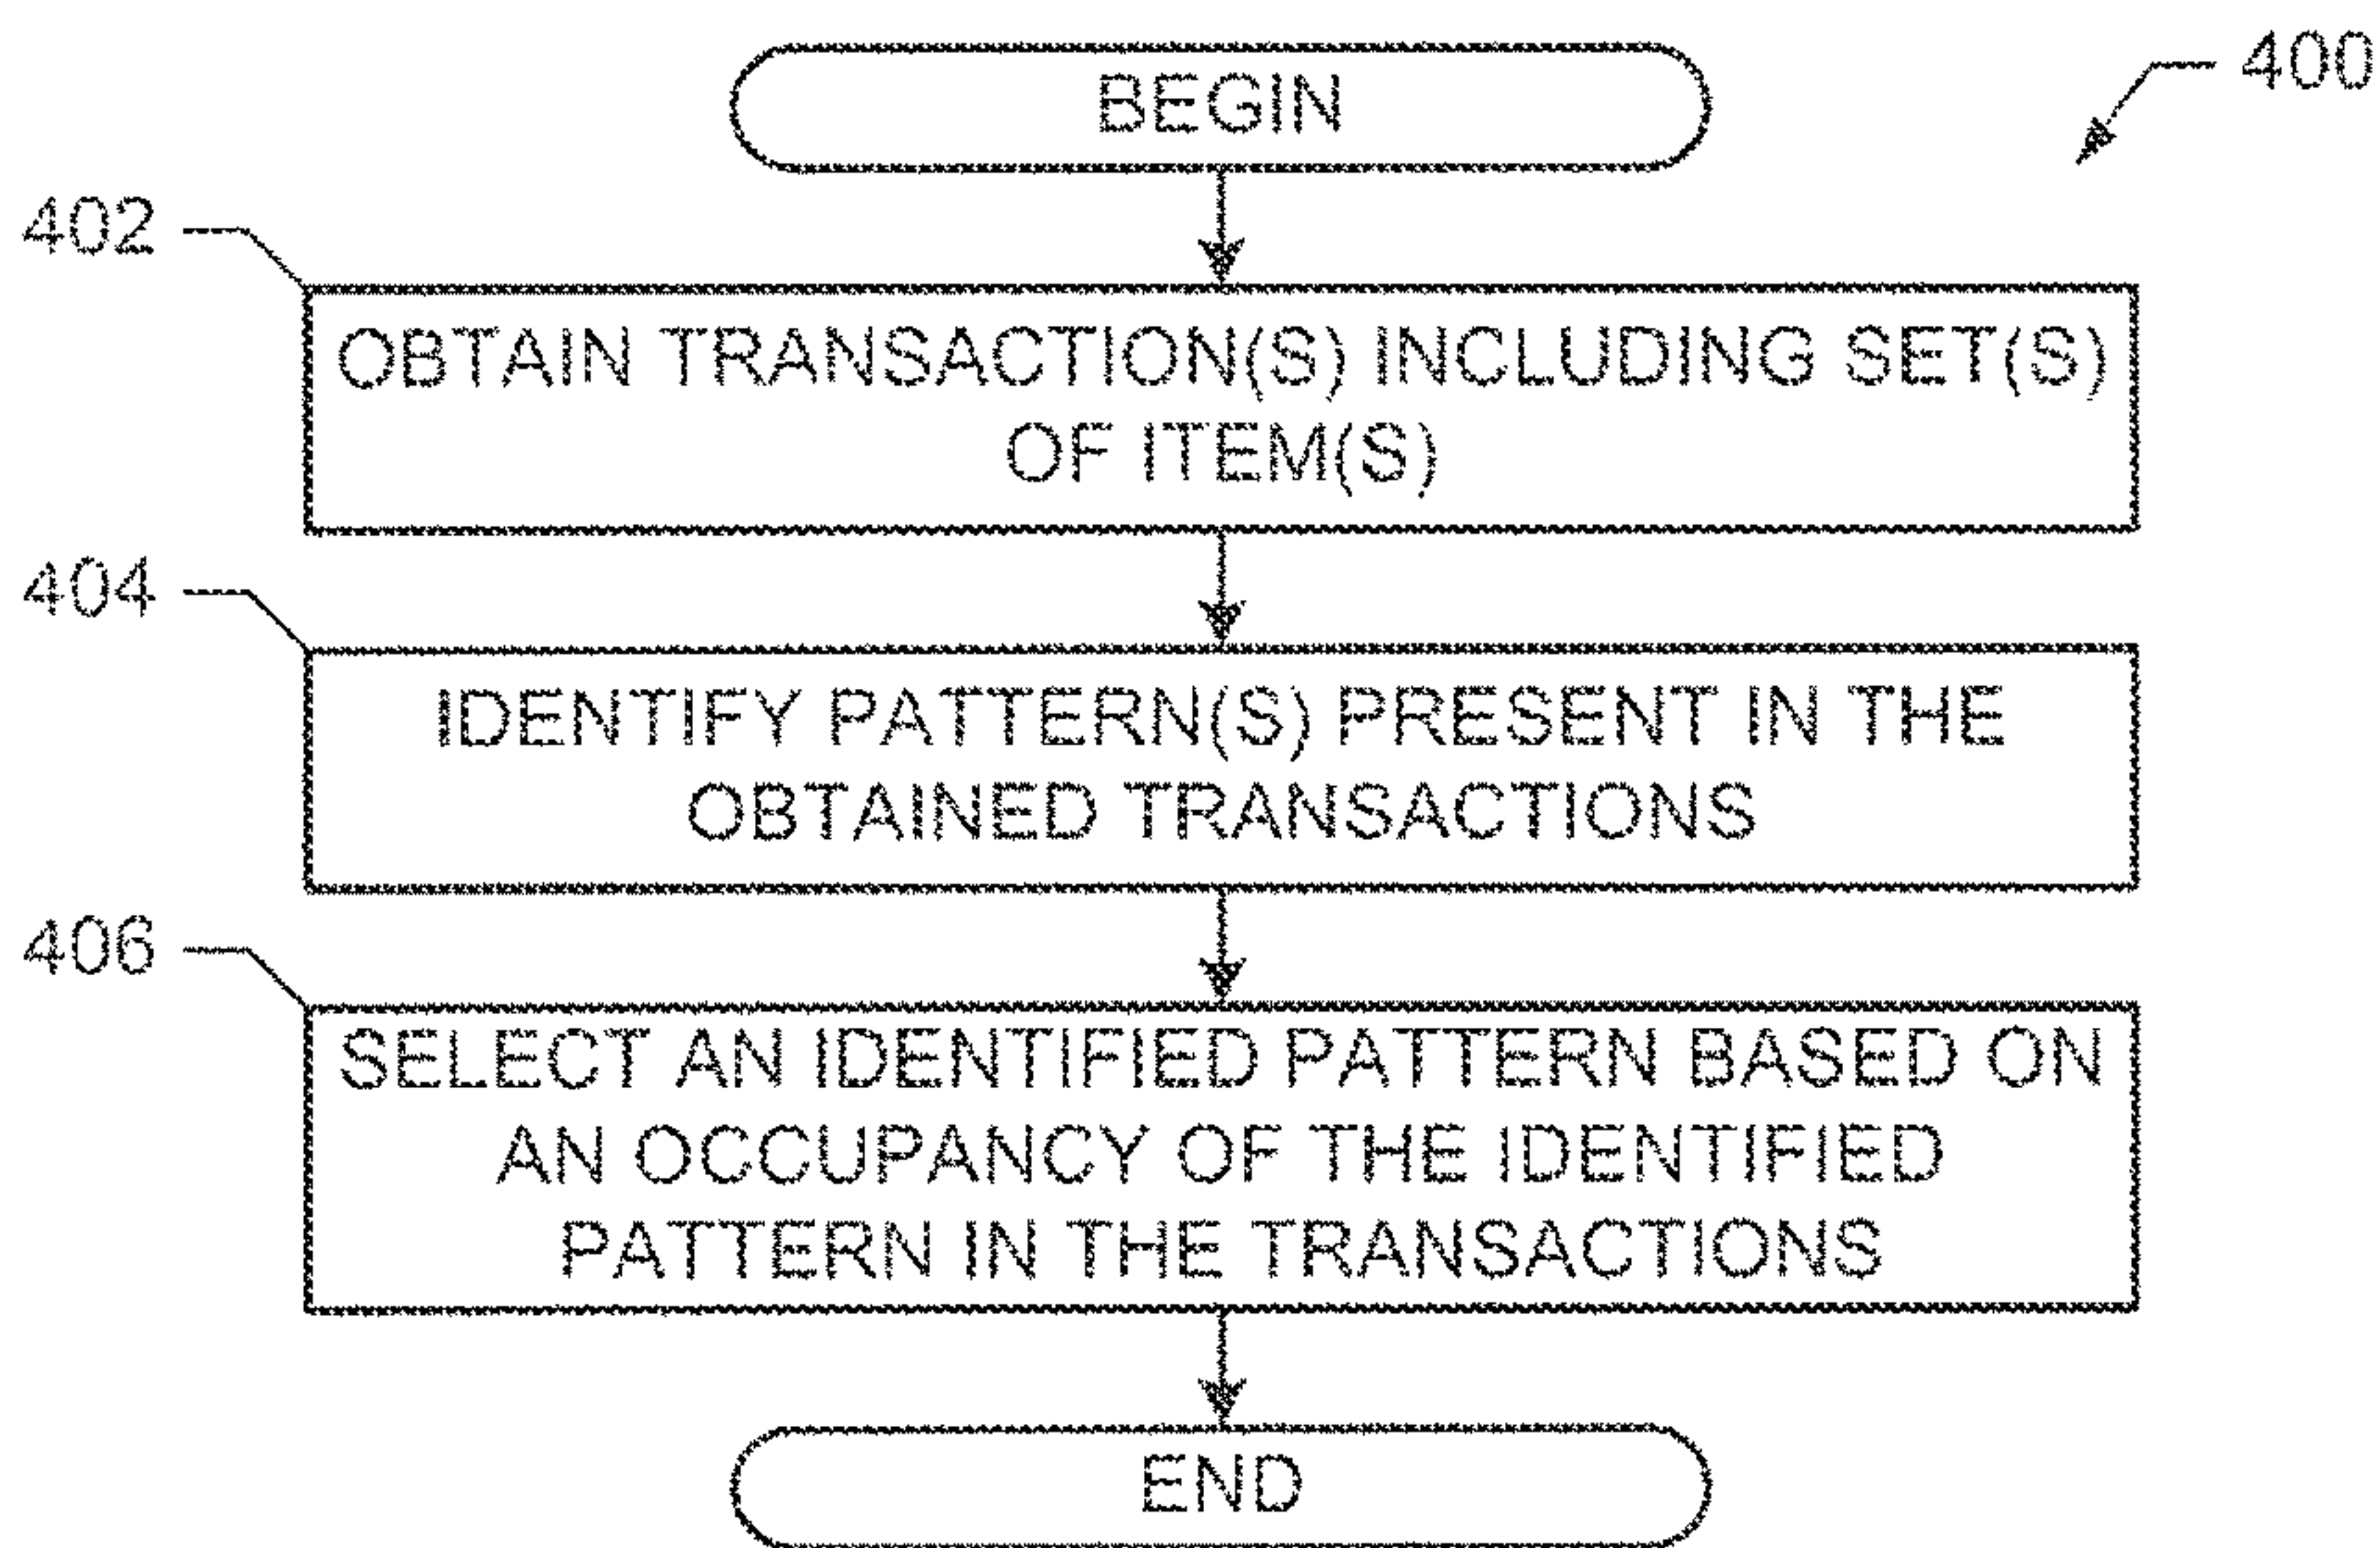 BEGIN
400
402
OBTAIN TRANSACTION(S) INCLUDING SET(S)
OF ITEM(S)
404
IDENTIFY PATTERN(S) PRESENT IN THE
OBTAINED TRANSACTIONS
406
SELECT AN IDENTIFIED PATTERN BASED ON
AN OCCUPANCY OF THE IDENTIFIED
PATTERN IN THE TRANSACTIONS
END